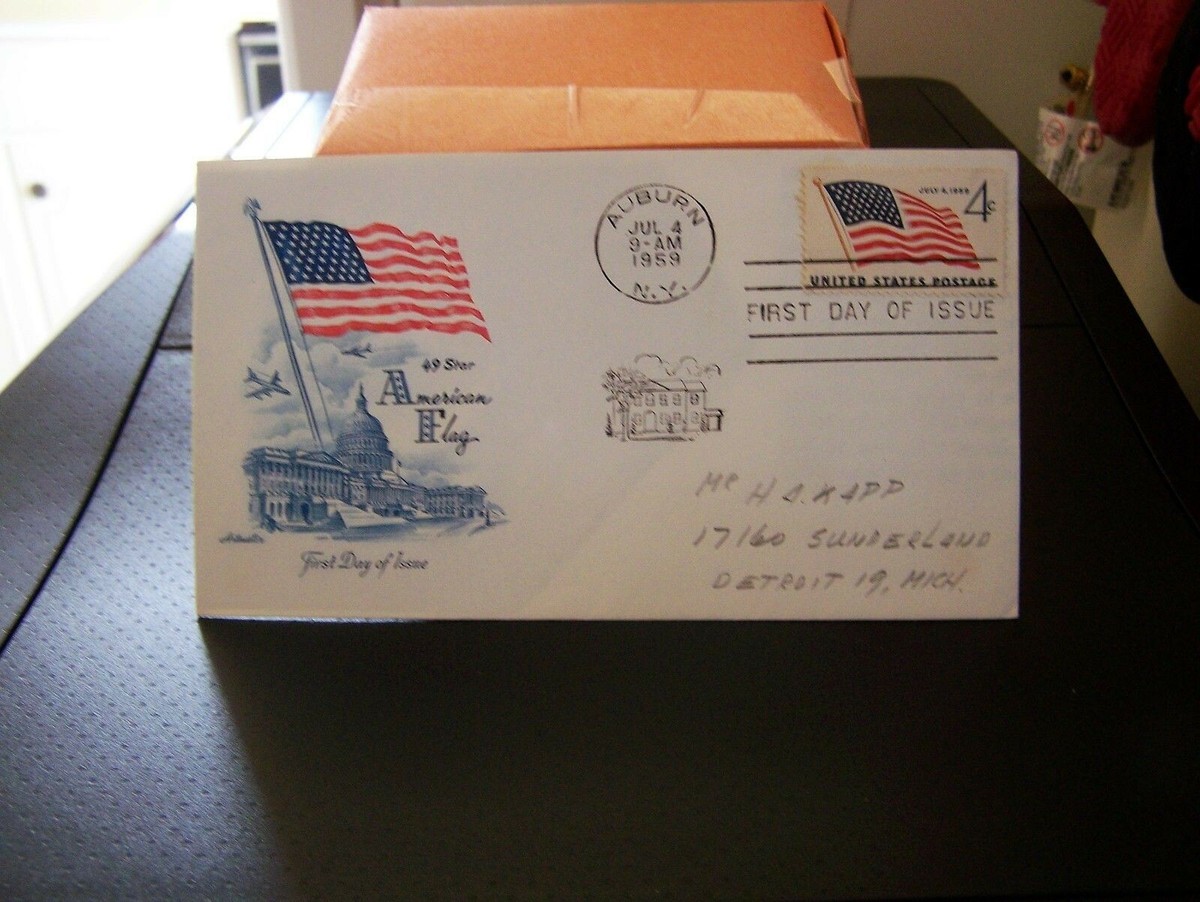 AUBURN
JUL 4
9-AM
1959
N.Y.
JULY 4, 1959
4c
UNITED STATES POSTAGE
FIRST DAY OF ISSUE
49 Star
American
Flag
MR H A. KAPP
17160 SUNDERLAND
DETROIT 19, MICH.
First Day of Issue